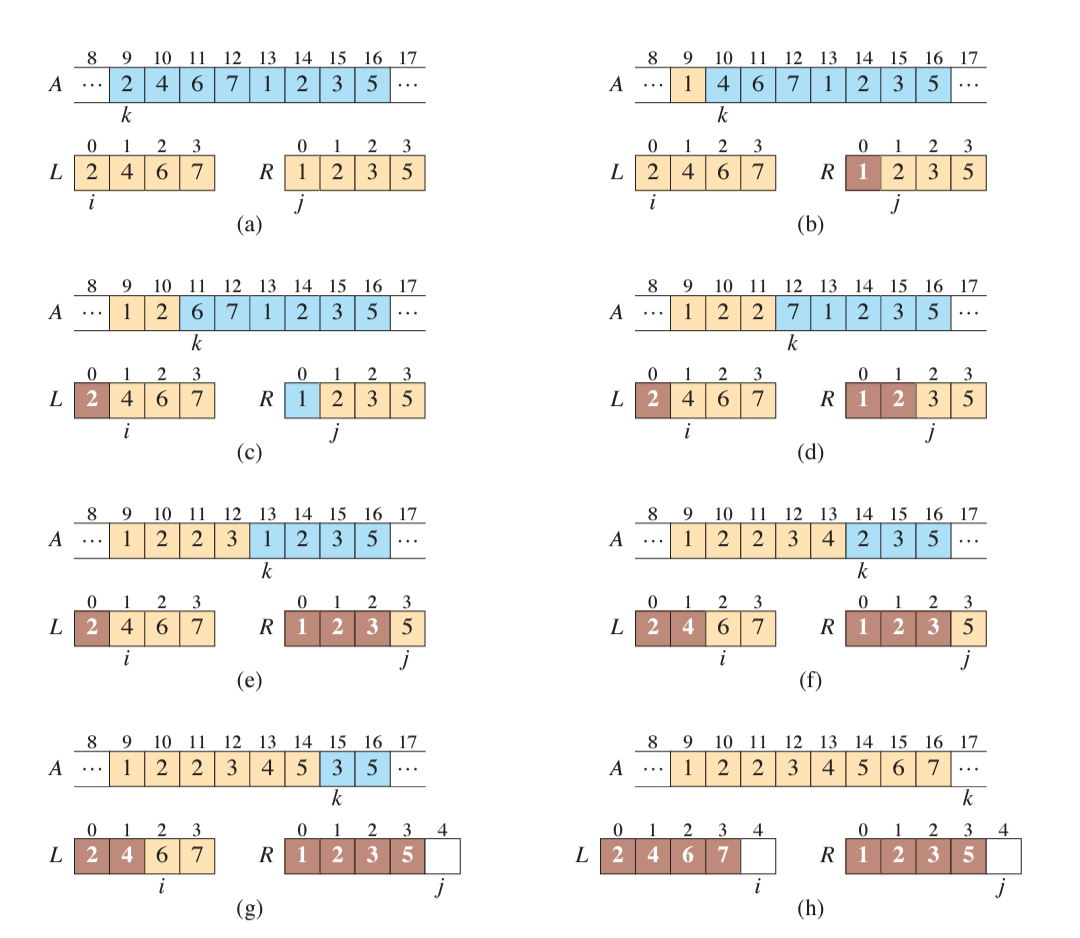 8 9 10 11 12 13 14 15 16 17
A ... 2 4 6 7 1 2 3 5 ...
k
0 1 2 3 0 1 2 3
L 2 4 6 7 R 1 2 3 5
i j
(a)
8 9 10 11 12 13 14 15 16 17
A ... 1 4 6 7 1 2 3 5 ...
k
0 1 2 3 0 1 2 3
L 2 4 6 7 R 1 2 3 5
i j
(b)
8 9 10 11 12 13 14 15 16 17
A ... 1 2 6 7 1 2 3 5 ...
k
0 1 2 3 0 1 2 3
L 2 4 6 7 R 1 2 3 5
i j
(c)
8 9 10 11 12 13 14 15 16 17
A ... 1 2 2 7 1 2 3 5 ...
k
0 1 2 3 0 1 2 3
L 2 4 6 7 R 1 2 3 5
i j
(d)
8 9 10 11 12 13 14 15 16 17
A ... 1 2 2 3 1 2 3 5 ...
k
0 1 2 3 0 1 2 3
L 2 4 6 7 R 1 2 3 5
i j
(e)
8 9 10 11 12 13 14 15 16 17
A ... 1 2 2 3 4 2 3 5 ...
k
0 1 2 3 0 1 2 3
L 2 4 6 7 R 1 2 3 5
i j
(f)
8 9 10 11 12 13 14 15 16 17
A ... 1 2 2 3 4 5 3 5 ...
k
0 1 2 3 0 1 2 3 4
L 2 4 6 7 R 1 2 3 5
i j
(g)
8 9 10 11 12 13 14 15 16 17
A ... 1 2 2 3 4 5 6 7 ...
k
0 1 2 3 4 0 1 2 3 4
L 2 4 6 7 R 1 2 3 5
i j
(h)